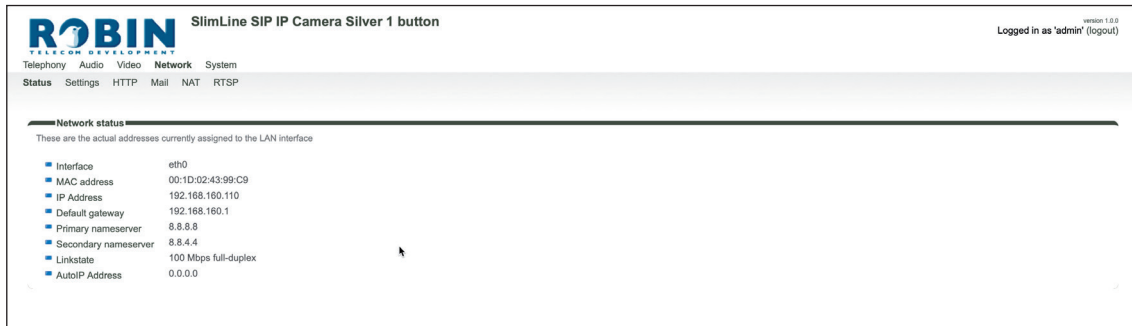 SlimLine SIP IP Camera Silver 1 button
version 1.0.0
Logged in as 'admin' (logout)
ROBIN
TELECOM DEVELOPMENT
Telephony Audio Video Network System
Status Settings HTTP Mail NAT RTSP
Network status
These are the actual addresses currently assigned to the LAN interface
Interface eth0
MAC address 00:1D:02:43:99:C9
IP Address 192.168.160.110
Default gateway 192.168.160.1
Primary nameserver 8.8.8.8
Secondary nameserver 8.8.4.4
Linkstate 100 Mbps full-duplex
AutoIP Address 0.0.0.0